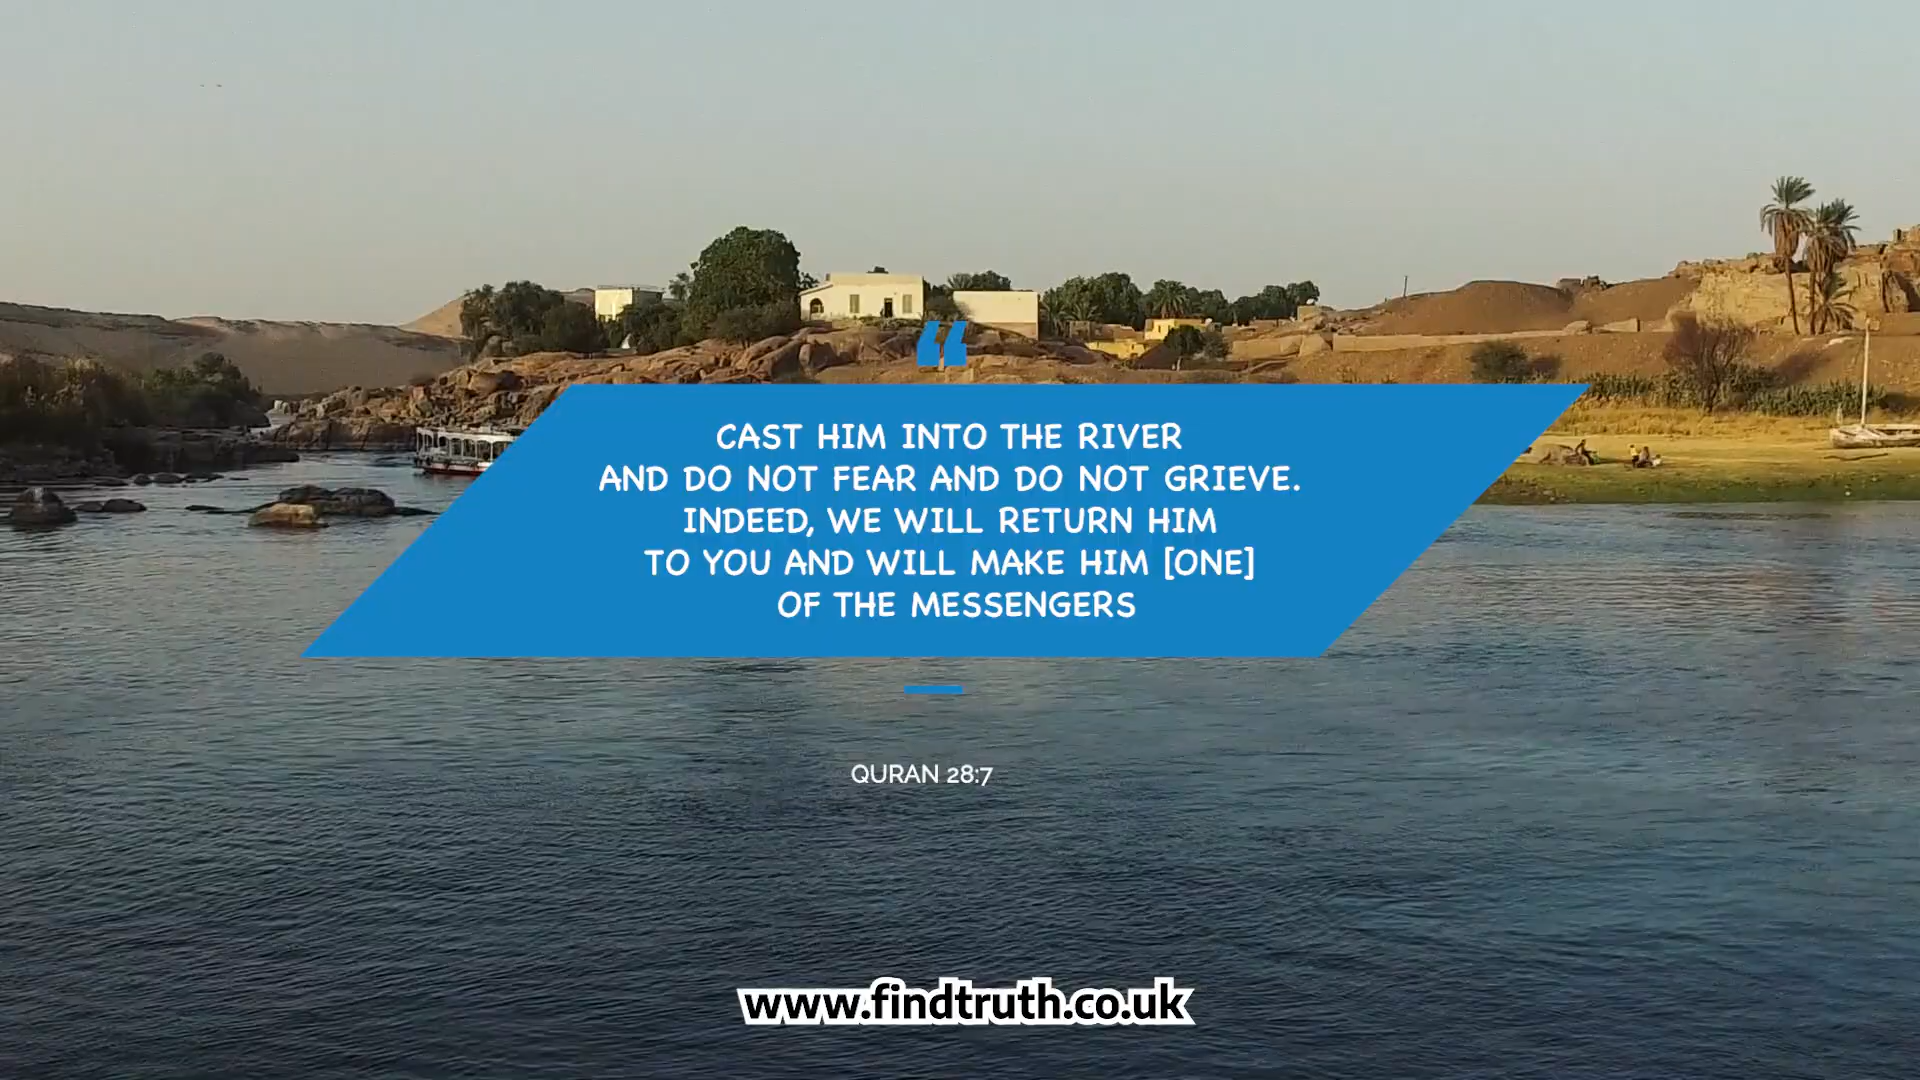 “
CAST HIM INTO THE RIVER
AND DO NOT FEAR AND DO NOT GRIEVE.
INDEED, WE WILL RETURN HIM
TO YOU AND WILL MAKE HIM [ONE]
OF THE MESSENGERS
QURAN 28:7
www.findtruth.co.uk